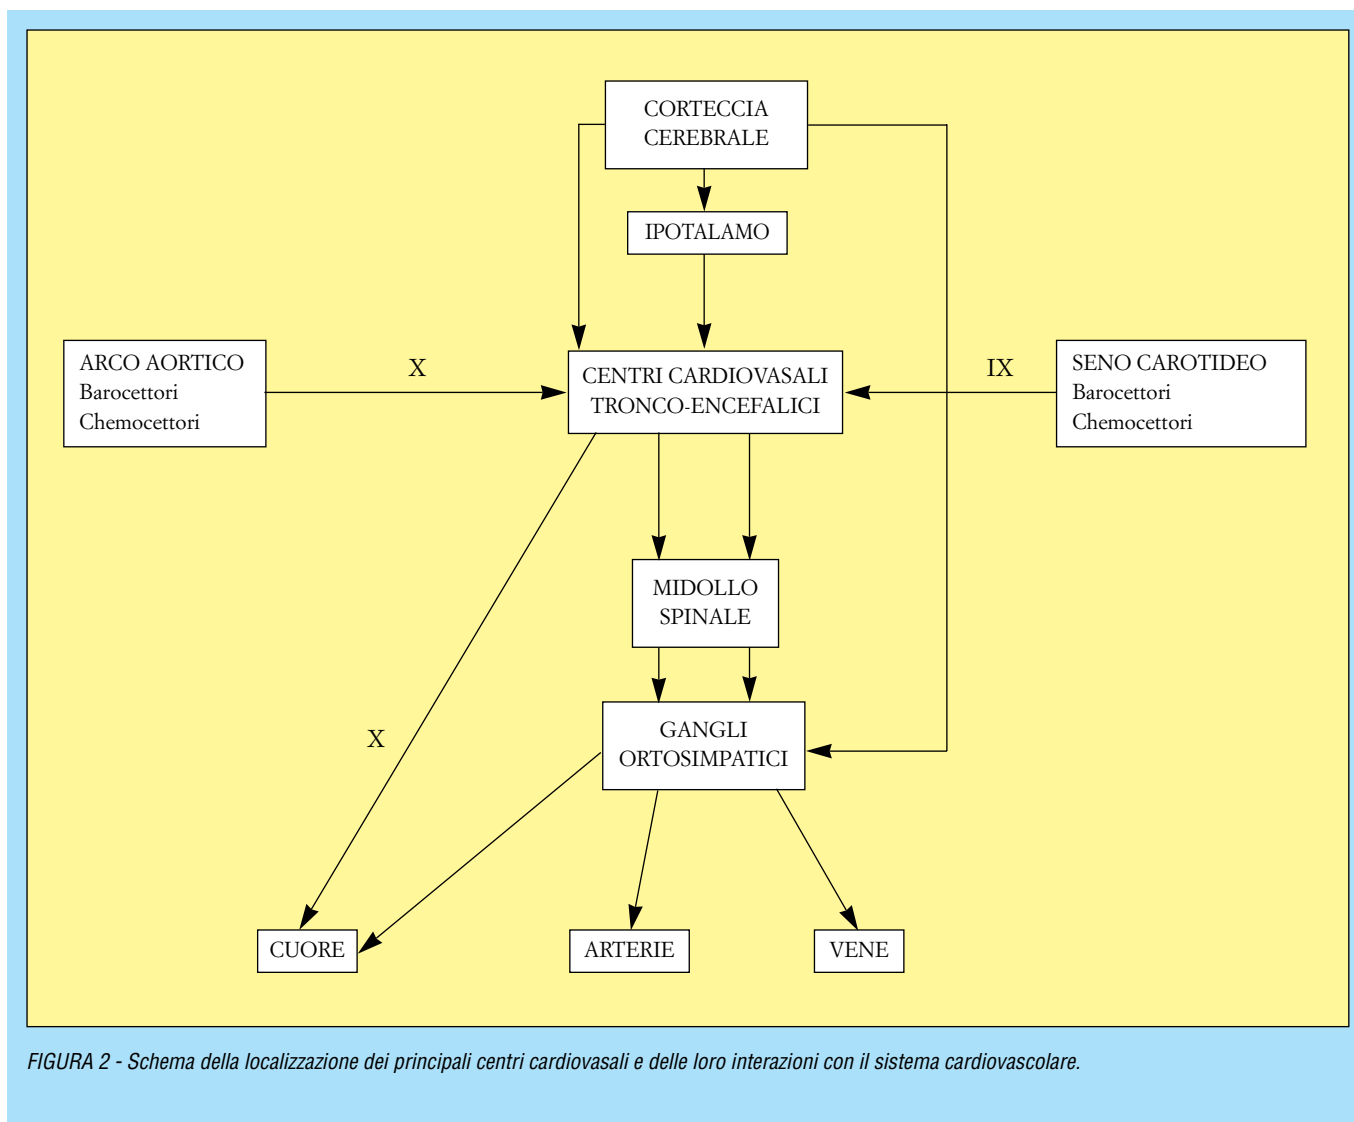 CORTECCIA
CEREBRALE
IPOTALAMO
ARCO AORTICO
Barocettori
Chemocettori
X
CENTRI CARDIOVASALI
TRONCO-ENCEFALICI
IX
SENO CAROTIDEO
Barocettori
Chemocettori
MIDOLLO
SPINALE
X
GANGLI
ORTOSIMPATICI
CUORE
ARTERIE
VENE
FIGURA 2 - Schema della localizzazione dei principali centri cardiovasali e delle loro interazioni con il sistema cardiovascolare.